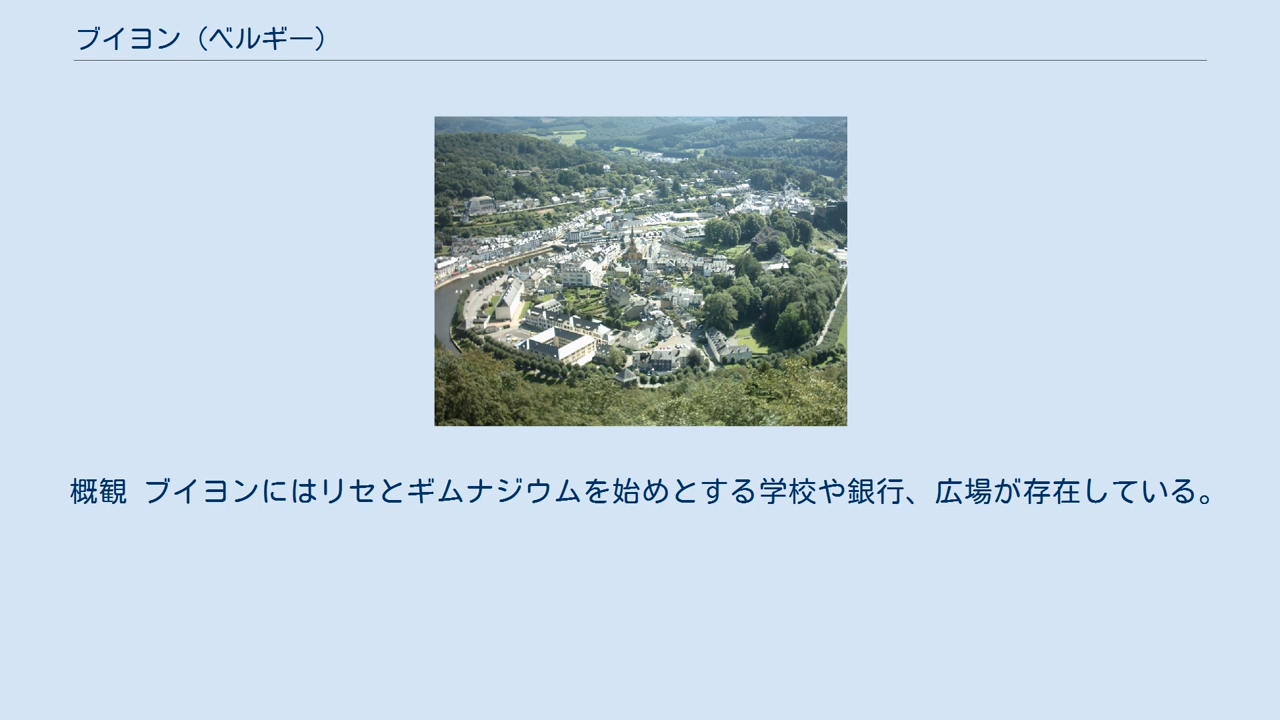 ブイヨン（ベルギー）
概観 ブイヨンにはリセとギムナジウムを始めとする学校や銀行、広場が存在している。